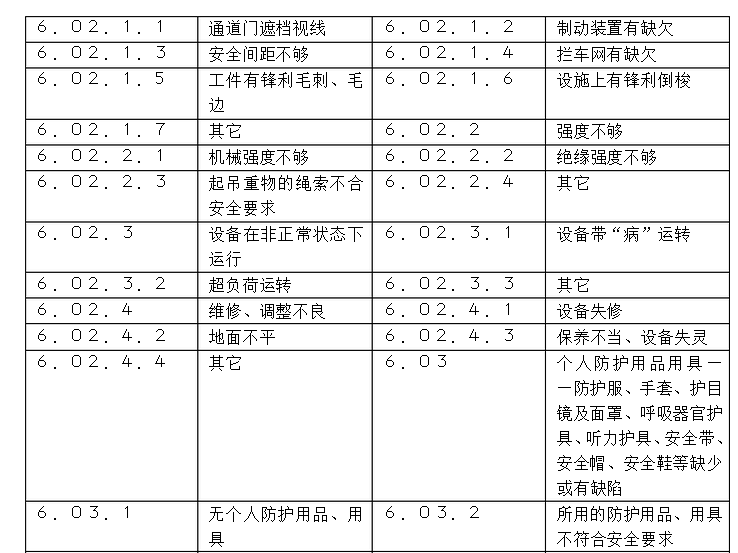 ６．０２．１．１ 通道门遮档视线 ６．０２．１．２ 制动装置有缺欠
６．０２．１．３ 安全间距不够 ６．０２．１．４ 拦车网有缺欠
６．０２．１．５ 工件有锋利毛刺、毛 ６．０２．１．６ 设施上有锋利倒梭
边
６．０２．１．７ 其它 ６．０２．２ 强度不够
６．０２．２．１ 机械强度不够 ６．０２．２．２ 绝缘强度不够
６．０２．２．３ 起吊重物的绳索不合 ６．０２．２．４ 其它
安全要求
６．０２．３ 设备在非正常状态下 ６．０２．３．１ 设备带“病”运转
运行
６．０２．３．２ 超负荷运转 ６．０２．３．３ 其它
６．０２．４ 维修、调整不良 ６．０２．４．１ 设备失修
６．０２．４．２ 地面不平 ６．０２．４．３ 保养不当、设备失灵
６．０２．４．４ 其它 ６．０３ 个人防护用品用具－
－防护服、手套、护目
镜及面罩、呼吸器官护
具、听力护具、安全带、
安全帽、安全鞋等缺少
或有缺陷
６．０３．１ 无个人防护用品、用 ６．０３．２ 所用的防护用品、用具
具 不符合安全要求